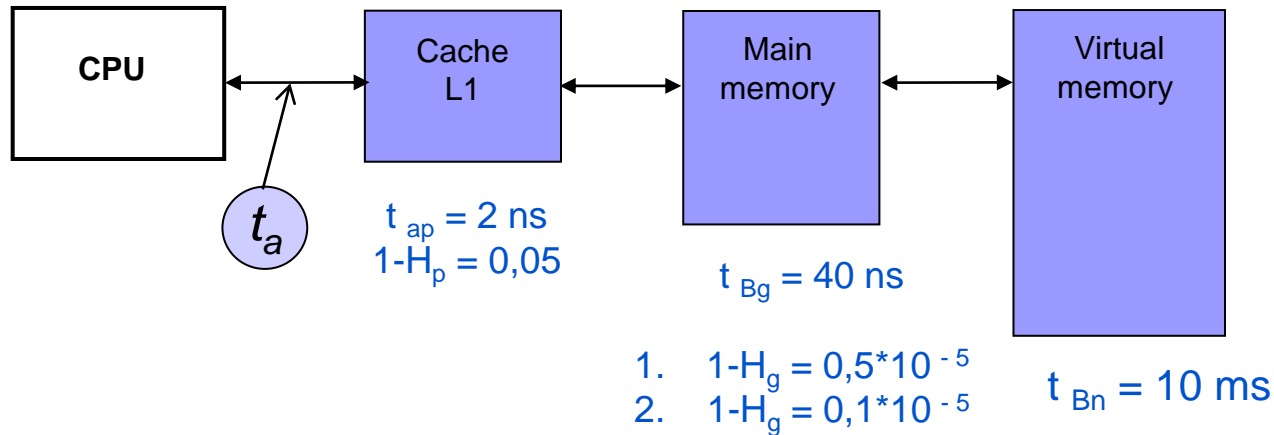 CPU
Cache
L1
Main
memory
Virtual
memory
tₐ
t ap = 2 ns
1-Hp = 0,05
t Bg = 40 ns
1. 1-Hg = 0,5*10 - 5
2. 1-Hg = 0,1*10 - 5
t Bn = 10 ms